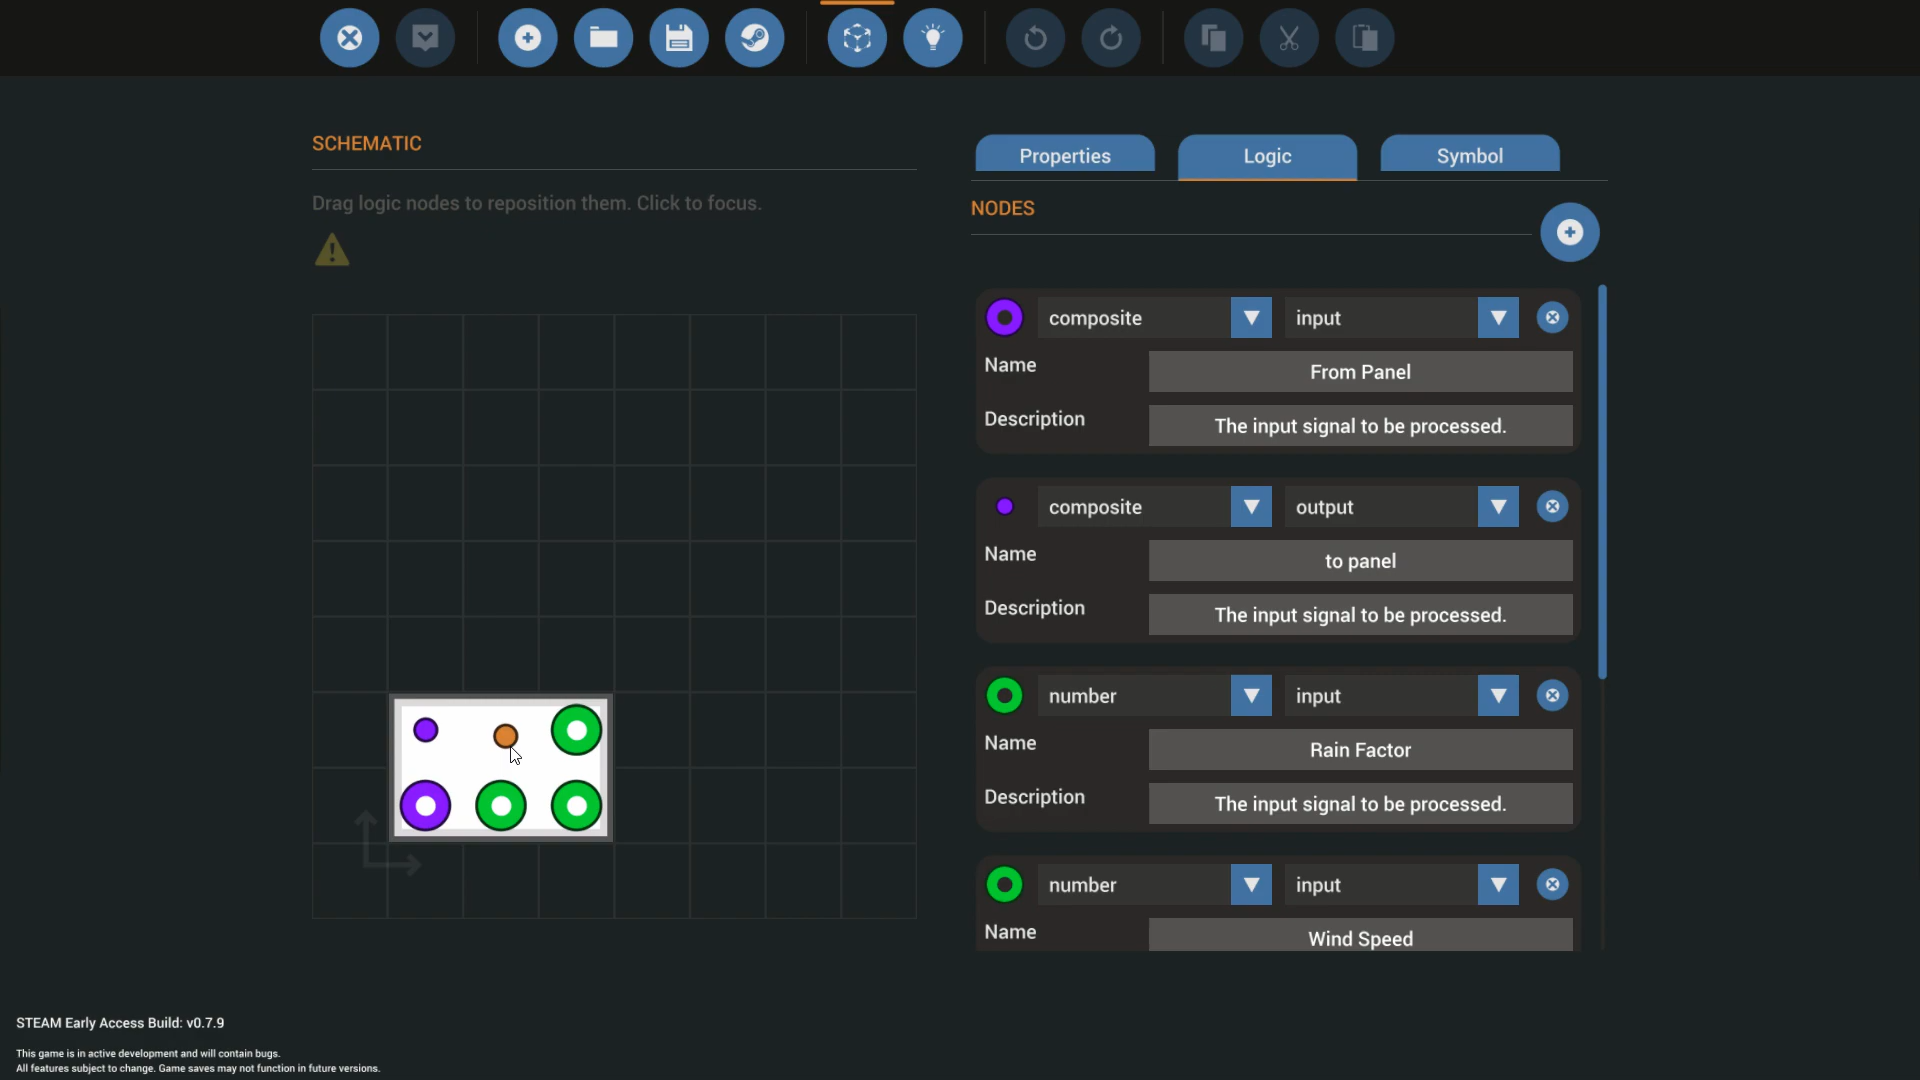 SCHEMATIC
Drag logic nodes to reposition them. Click to focus.
Properties
Logic
Symbol
NODES
composite
input
Name
From Panel
Description
The input signal to be processed.
composite
output
Name
to panel
Description
The input signal to be processed.
number
input
Name
Rain Factor
Description
The input signal to be processed.
number
input
Name
Wind Speed
STEAM Early Access Build: v0.7.9
This game is in active development and will contain bugs.
All features subject to change. Game saves may not function in future versions.